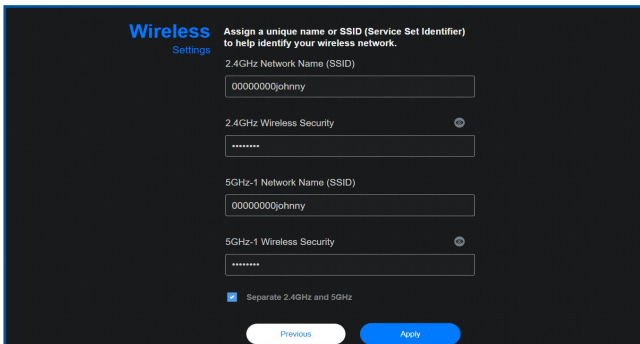 Wireless
Settings
Assign a unique name or SSID (Service Set Identifier)
to help identify your wireless network.
2.4GHz Network Name (SSID)
00000000johnny
2.4GHz Wireless Security
••••••••
5GHz-1 Network Name (SSID)
00000000johnny
5GHz-1 Wireless Security
••••••••
Separate 2.4GHz and 5GHz
Previous
Apply